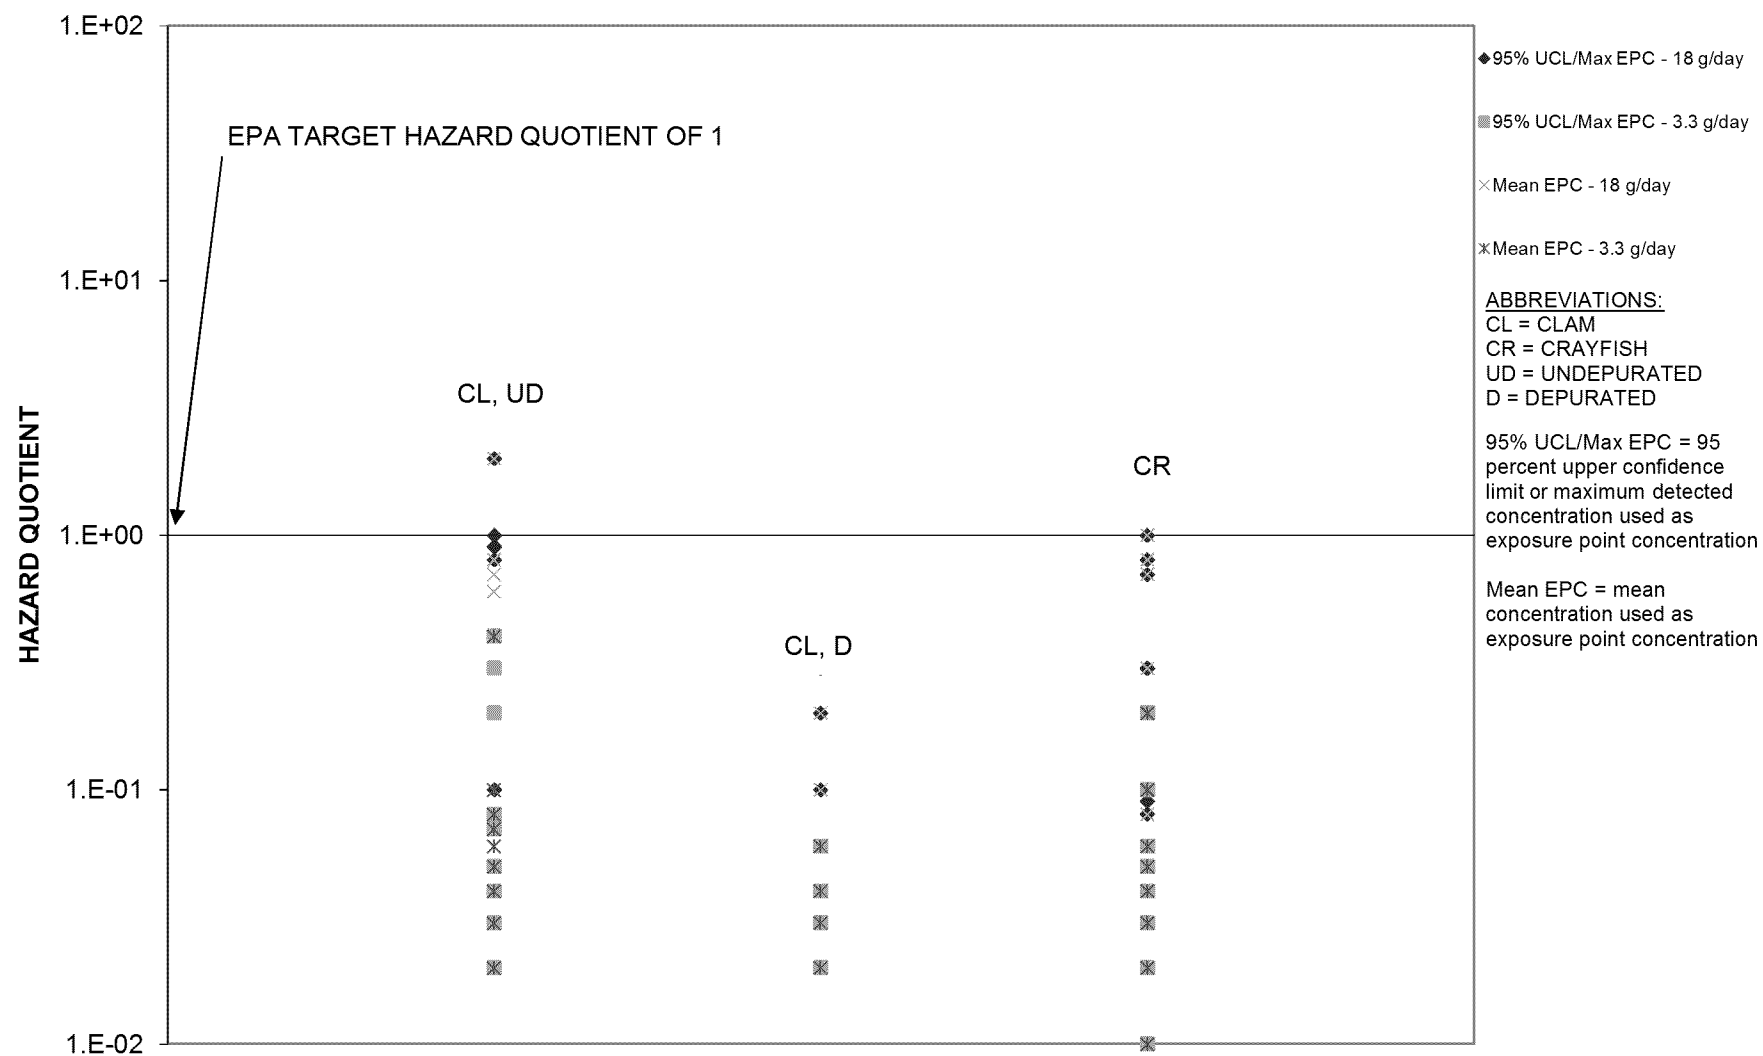 1.E+02
1.E+01
1.E+00
1.E-01
1.E-02
HAZARD QUOTIENT
EPA TARGET HAZARD QUOTIENT OF 1
CL, UD
CL, D
CR
95% UCL/Max EPC - 18 g/day
95% UCL/Max EPC - 3.3 g/day
Mean EPC - 18 g/day
Mean EPC - 3.3 g/day
ABBREVIATIONS:
CL = CLAM
CR = CRAYFISH
UD = UNDEPURATED
D = DEPURATED
95% UCL/Max EPC = 95
percent upper confidence
limit or maximum detected
concentration used as
exposure point concentration
Mean EPC = mean
concentration used as
exposure point concentration